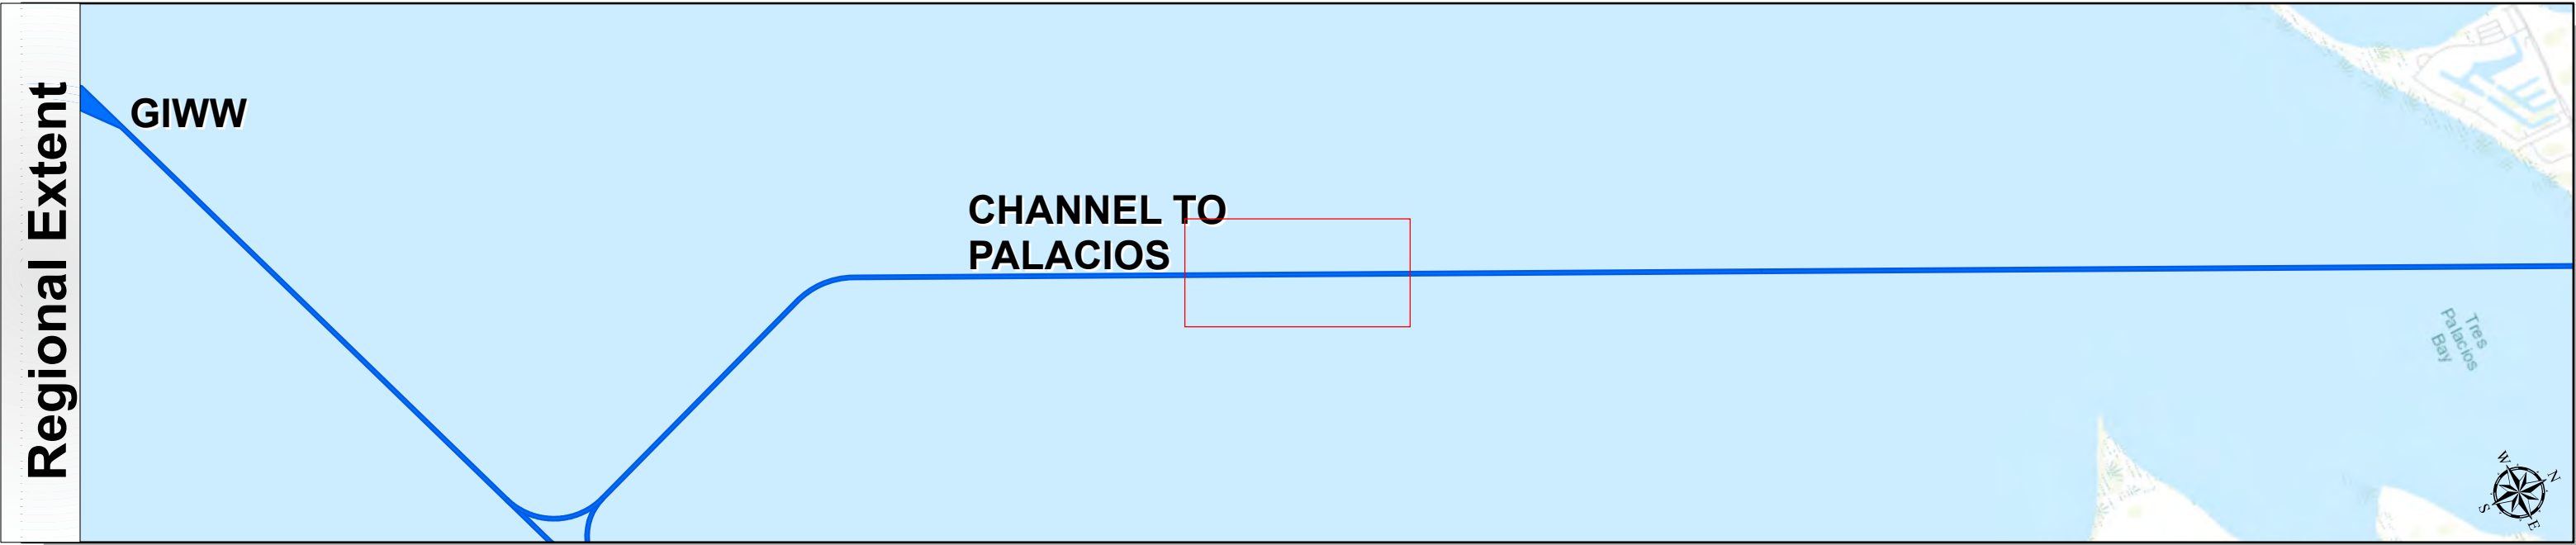 Regional Extent
GIWW
CHANNEL TO
PALACIOS
Tres
Palacios
Bay
W
N
S
E